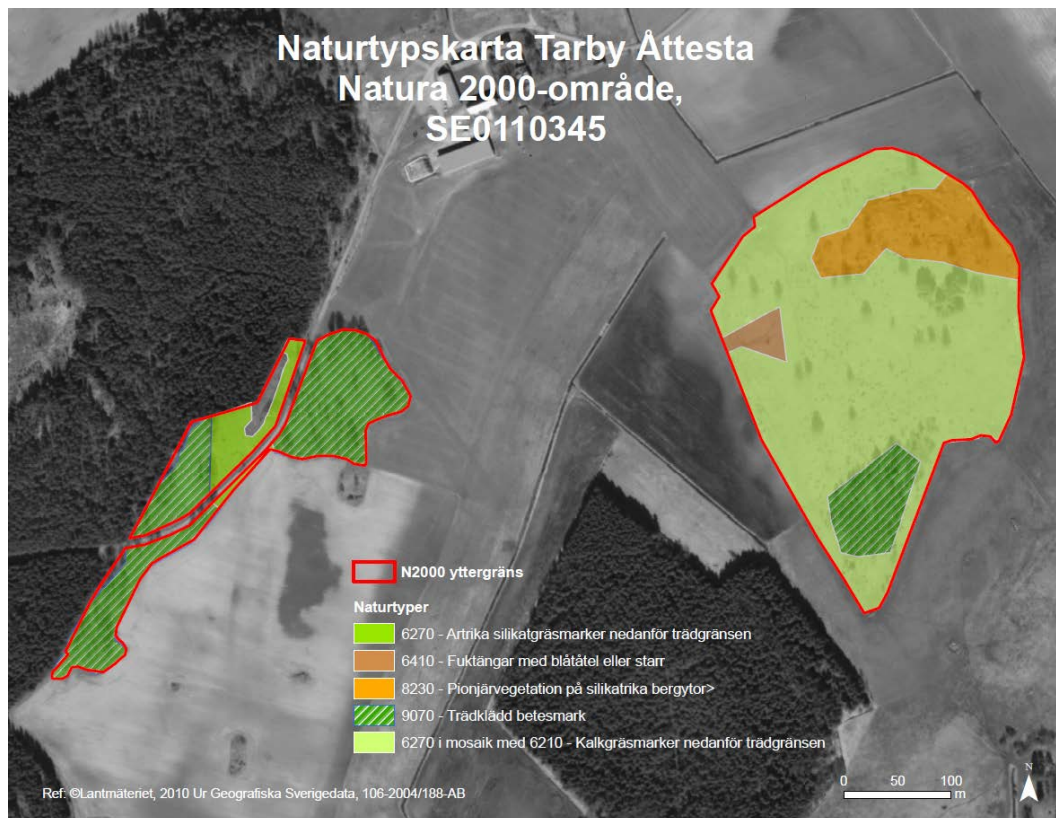 Naturtypskarta Tarby Åttesta
Natura 2000-område,
SE0110345
N2000 yttergräns
Naturtyper
6270 - Artrika silikatgräsmarker nedanför trädgränsen
6410 - Fuktängar med blåtåtel eller starr
8230 - Pionjärvegetation på silikatrika bergytor>
9070 - Trädklädd betesmark
6270 i mosaik med 6210 - Kalkgräsmarker nedanför trädgränsen
Ref: ©Lantmäteriet, 2010 Ur Geografiska Sverigedata, 106-2004/188-AB
0 50 100
m
N